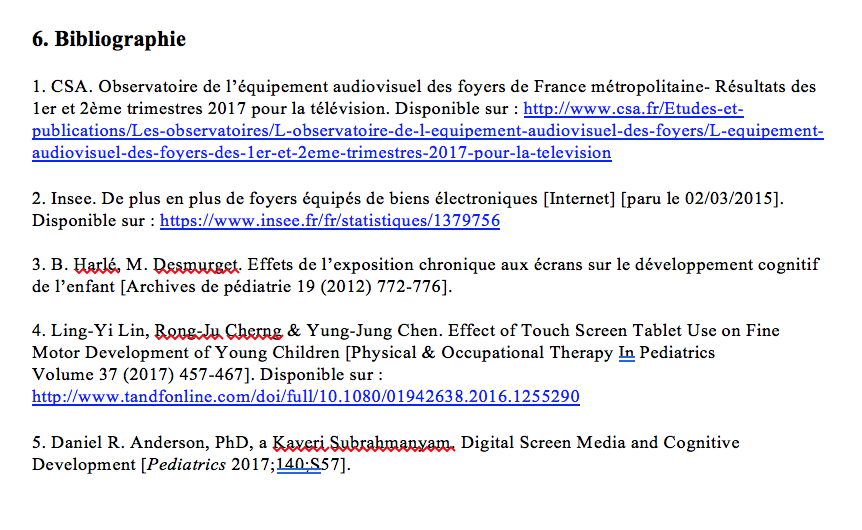 6. Bibliographie
1. CSA. Observatoire de l’équipement audiovisuel des foyers de France métropolitaine- Résultats des
1er et 2ème trimestres 2017 pour la télévision. Disponible sur : http://www.csa.fr/Etudes-et-
publications/Les-observatoires/L-observatoire-de-l-equipement-audiovisuel-des-foyers/L-equipement-
audiovisuel-des-foyers-des-1er-et-2eme-trimestres-2017-pour-la-television
2. Insee. De plus en plus de foyers équipés de biens électroniques [Internet] [paru le 02/03/2015].
Disponible sur : https://www.insee.fr/fr/statistiques/1379756
3. B. Harlé, M. Desmurget. Effets de l’exposition chronique aux écrans sur le développement cognitif
de l’enfant [Archives de pédiatrie 19 (2012) 772-776].
4. Ling-Yi Lin, Rong-Ju Cherng & Yung-Jung Chen. Effect of Touch Screen Tablet Use on Fine
Motor Development of Young Children [Physical & Occupational Therapy In Pediatrics
Volume 37 (2017) 457-467]. Disponible sur :
http://www.tandfonline.com/doi/full/10.1080/01942638.2016.1255290
5. Daniel R. Anderson, PhD, a Kaveri Subrahmanyam, Digital Screen Media and Cognitive
Development [Pediatrics 2017;140;S57].